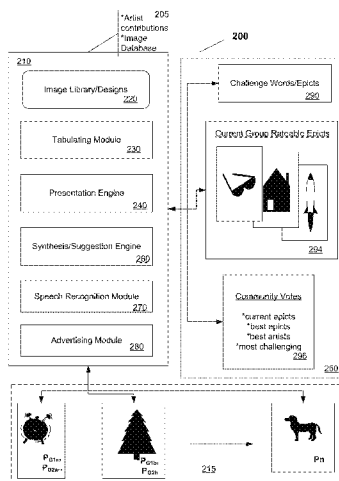 *Artist
contributions
*Image
Database
205
200
210
Image Library/Designs
220
Tabulating Module
230
Presentation Engine
240
Synthesis/Suggestion Engine
Speech Recognition Module
270
Advertising Module
280
Challenge Words/Epicts
290
Current Group Rateable Epicts
294
Community Votes
*current epicts
*best epicts
*best artists
*most challenging
296
250
215
Pn